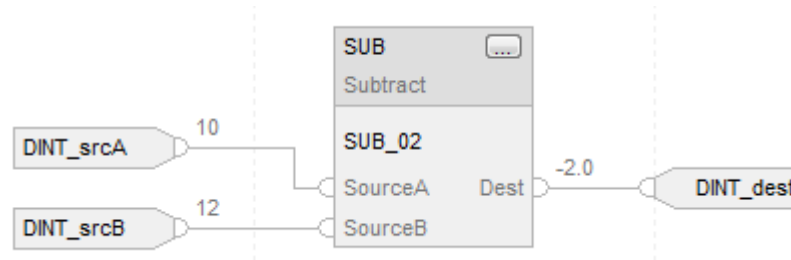 SUB
...
Subtract
10
DINT_srcA
SUB_02
-2.0
SourceA
Dest
DINT_dest
12
DINT_srcB
SourceB